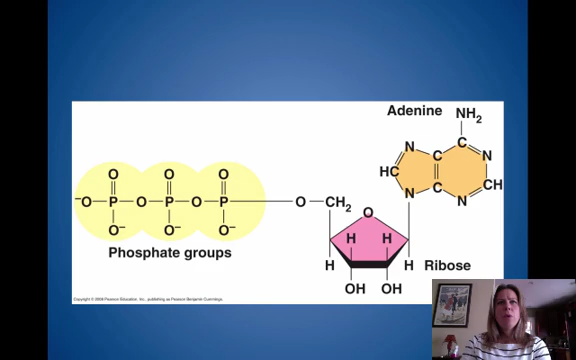 Adenine NH2
N C C N
HC CH
N C N
O O O
−O P O P O P O CH2 O
O− O− O−
Phosphate groups
H H
H H Ribose
OH OH
Copyright © 2008 Pearson Education, Inc., publishing as Pearson Benjamin Cummings.